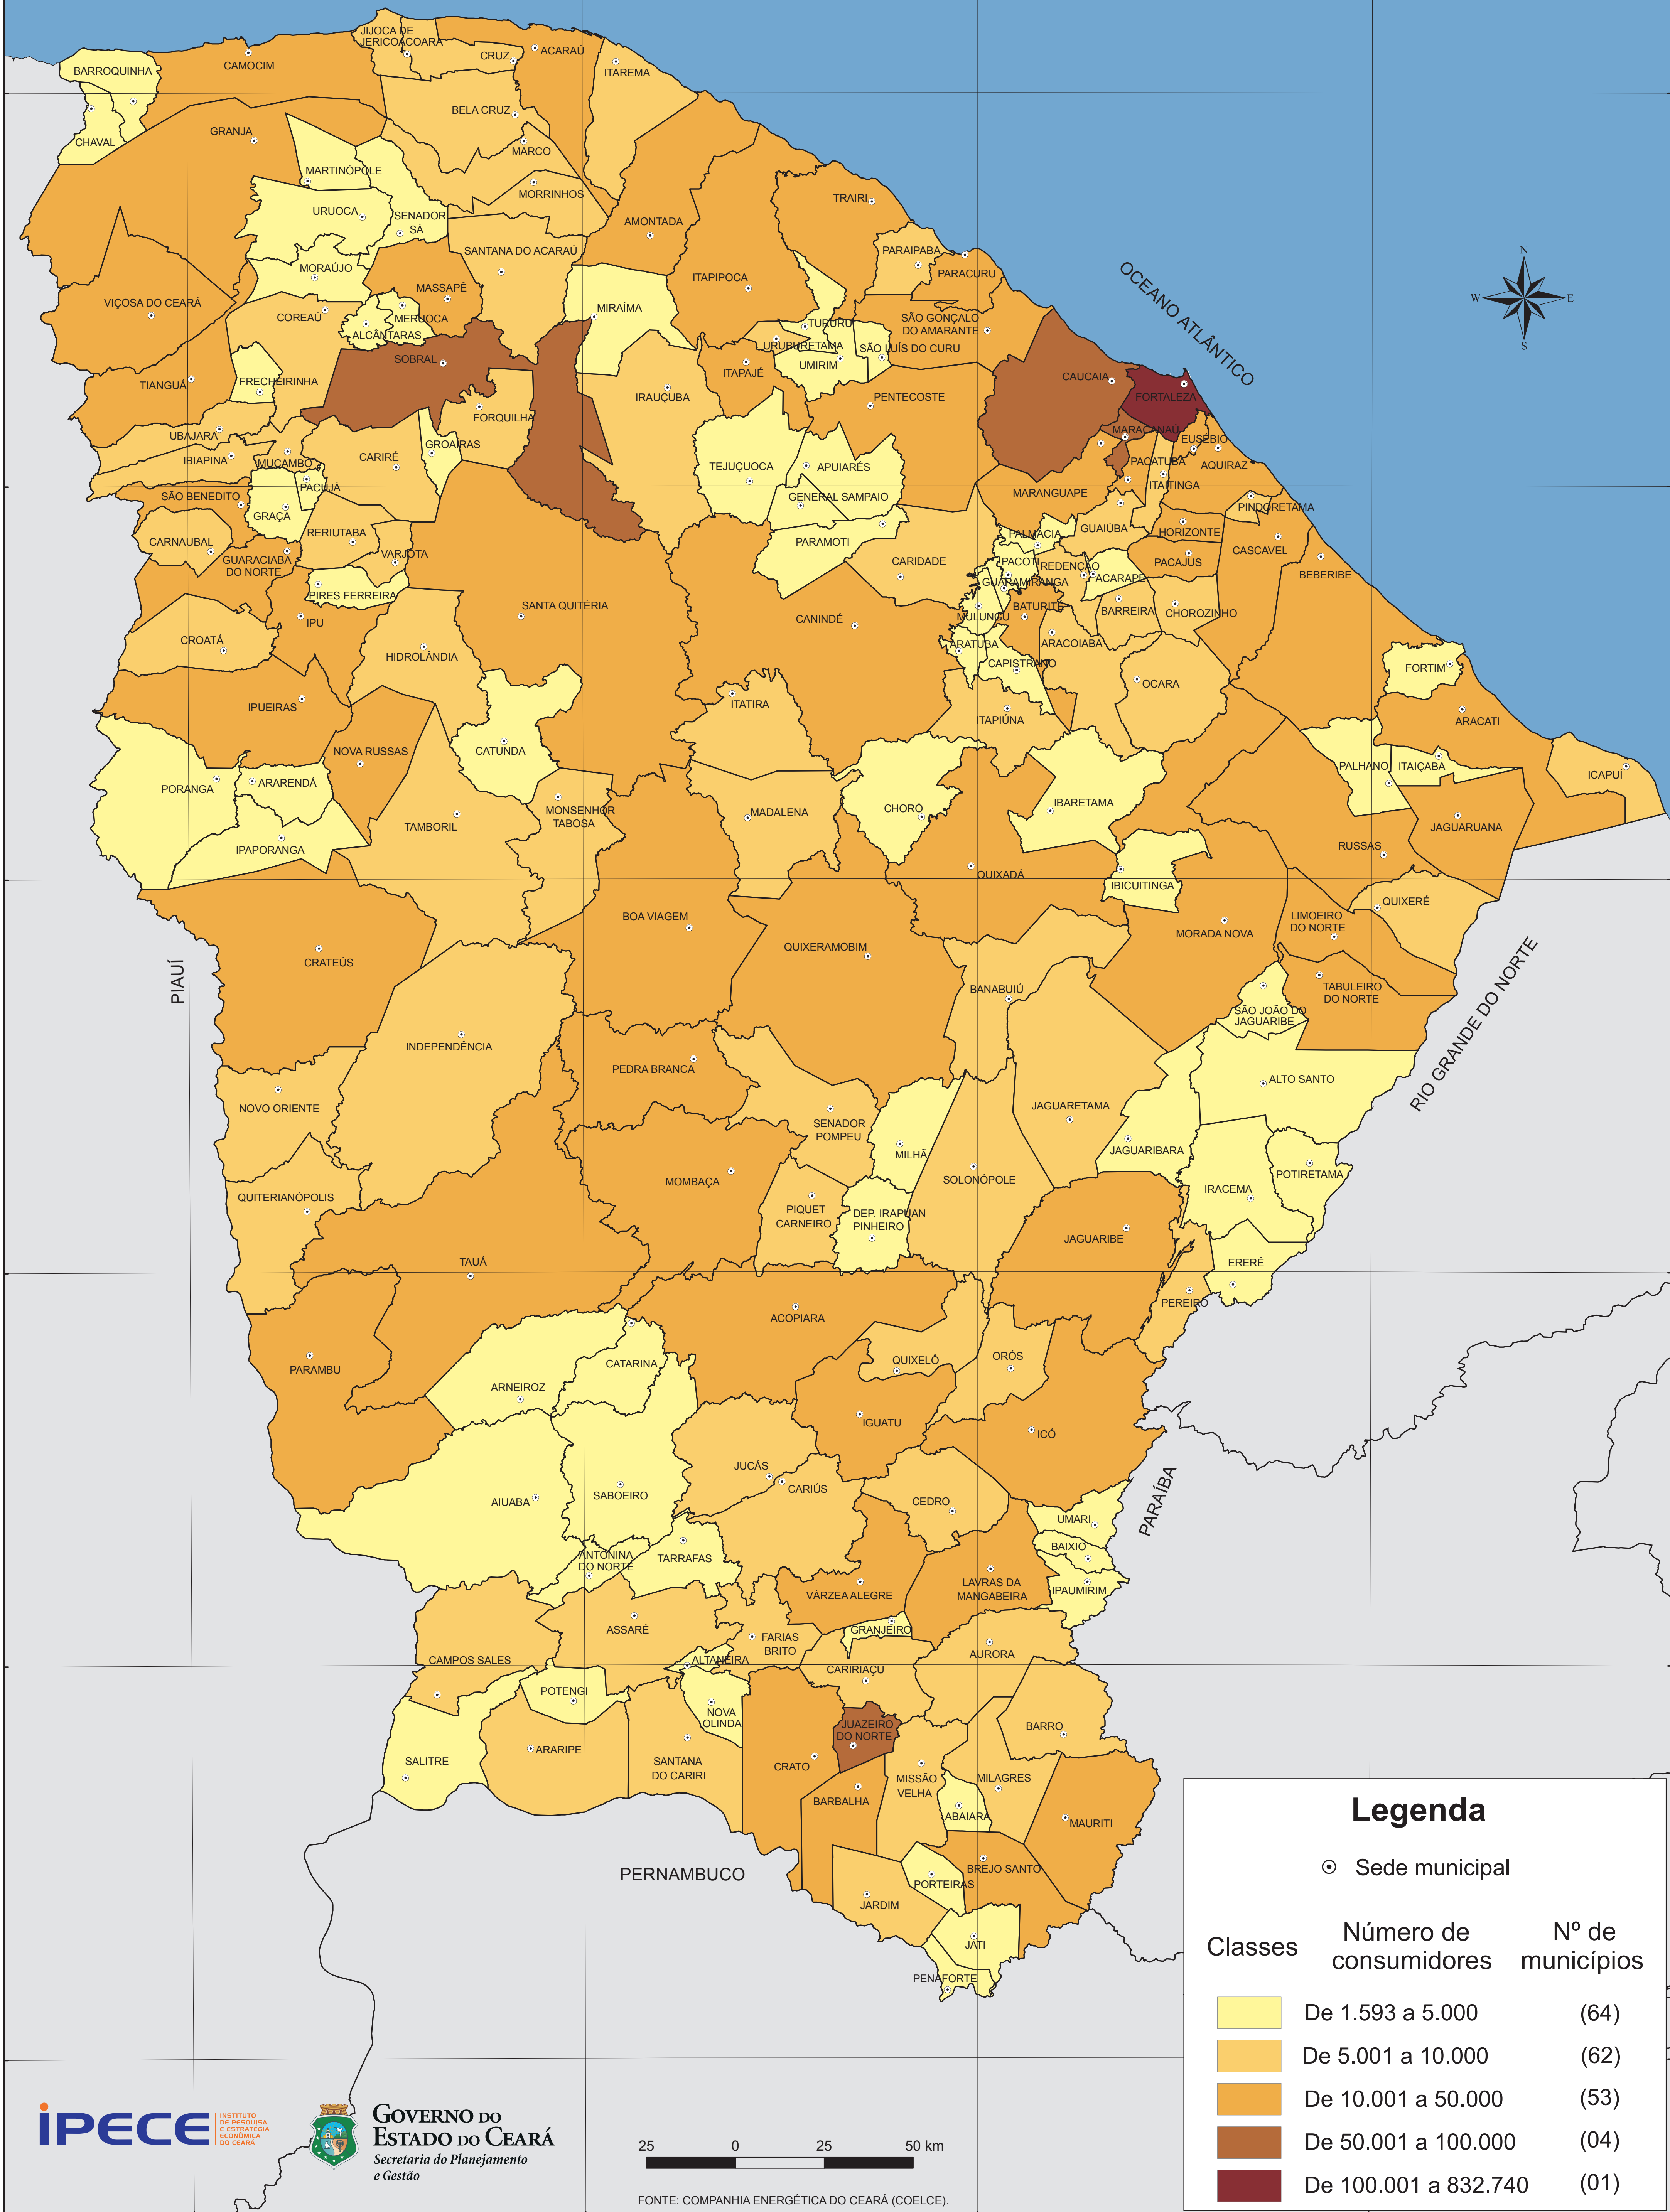 JIJOCA DE
JERICOACOARA
CRUZ
ACARAÚ
ITAREMA
BARROQUINHA
CAMOCIM
BELA CRUZ
CHAVAL
GRANJA
MARCO
MARTINÓPOLE
MORRINHOS
TRAIRI
URUOCA
SENADOR
SÁ
AMONTADA
SANTANA DO ACARAÚ
PARAIPABA
MORAÚJO
ITAPIPOCA
PARACURU
OCEANO ATLÂNTICO
N
W
E
S
VIÇOSA DO CEARÁ
MASSAPÊ
MIRAÍMA
COREAÚ
MERUOCA
TURURU
SÃO GONÇALO
DO AMARANTE
ALCÂNTARAS
URUBURETAMA
SÃO LUÍS DO CURU
SOBRAL
UMIRIM
ITAPAJÉ
CAUCAIA
TIANGUÁ
FRECHEIRINHA
IRAUÇUBA
PENTECOSTE
FORTALEZA
FORQUILHA
UBAJARA
MARACANAÚ
EUSÉBIO
GROAÍRAS
IBIAPINA
MUCAMBO
CARIRÉ
TEJUÇUOCA
APUIARÉS
PACATUBA
AQUIRAZ
PACUJÁ
ITAITINGA
SÃO BENEDITO
GENERAL SAMPAIO
MARANGUAPE
PINDORETAMA
GRAÇA
RERIUTABA
GUAIÚBA
HORIZONTE
CARNAUBAL
PARAMOTI
PALMÁCIA
VARJOTA
CASCAVEL
GUARACIABA
DO NORTE
CARIDADE
PACOTI
REDENÇÃO
PACAJUS
BEBERIBE
GUARAMIRANGA
ACARAPE
PIRES FERREIRA
SANTA QUITÉRIA
BATURITÉ
BARREIRA
CHOROZINHO
IPU
CANINDÉ
MULUNGU
CROATÁ
ARATUBA
ARACOIABA
HIDROLÂNDIA
CAPISTRANO
FORTIM
OCARA
IPUEIRAS
ITATIRA
ITAPIÚNA
ARACATI
NOVA RUSSAS
CATUNDA
PALHANO
ITAIÇABA
ICAPUÍ
PORANGA
ARARENDÁ
IBARETAMA
MONSENHOR
TABOSA
MADALENA
CHORÓ
TAMBORIL
JAGUARUANA
IPAPORANGA
RUSSAS
QUIXADÁ
IBICUITINGA
QUIXERÉ
BOA VIAGEM
LIMOEIRO
DO NORTE
MORADA NOVA
QUIXERAMOBIM
CRATEÚS
PIAUÍ
BANABUIÚ
TABULEIRO
DO NORTE
SÃO JOÃO DO
JAGUARIBE
RIO GRANDE DO NORTE
INDEPENDÊNCIA
PEDRA BRANCA
ALTO SANTO
NOVO ORIENTE
JAGUARETAMA
SENADOR
POMPEU
MILHÃ
JAGUARIBARA
POTIRETAMA
MOMBAÇA
SOLONÓPOLE
IRACEMA
QUITERIANÓPOLIS
PIQUET
CARNEIRO
DEP. IRAPUAN
PINHEIRO
JAGUARIBE
TAUÁ
ERERÊ
PEREIRO
ACOPIARA
PARAMBU
CATARINA
QUIXELÔ
ORÓS
ARNEIROZ
IGUATU
ICÓ
JUCÁS
CARIÚS
AIUABA
SABOEIRO
CEDRO
PARAÍBA
UMARI
BAIXIO
ANTONINA
DO NORTE
TARRAFAS
VÁRZEA ALEGRE
LAVRAS DA
MANGABEIRA
IPAUMIRIM
ASSARÉ
FARIAS
BRITO
GRANJEIRO
CAMPOS SALES
ALTANEIRA
CARIRIAÇU
AURORA
POTENGI
NOVA
OLINDA
JUAZEIRO
DO NORTE
BARRO
SALITRE
ARARIPE
SANTANA
DO CARIRI
CRATO
MISSÃO
VELHA
MILAGRES
BARBALHA
ABAIARA
MAURITI
PERNAMBUCO
BREJO SANTO
PORTEIRAS
JARDIM
JATI
PENAFORTE
Legenda
Sede municipal
Classes
Número de
consumidores
Nº de
municípios
De 1.593 a 5.000 (64)
De 5.001 a 10.000 (62)
De 10.001 a 50.000 (53)
De 50.001 a 100.000 (04)
De 100.001 a 832.740 (01)
IPECE
INSTITUTO
DE PESQUISA
E ESTRATÉGIA
ECONÔMICA
DO CEARÁ
GOVERNO DO
ESTADO DO CEARÁ
Secretaria do Planejamento
e Gestão
25 0 25 50 km
FONTE: COMPANHIA ENERGÉTICA DO CEARÁ (COELCE).